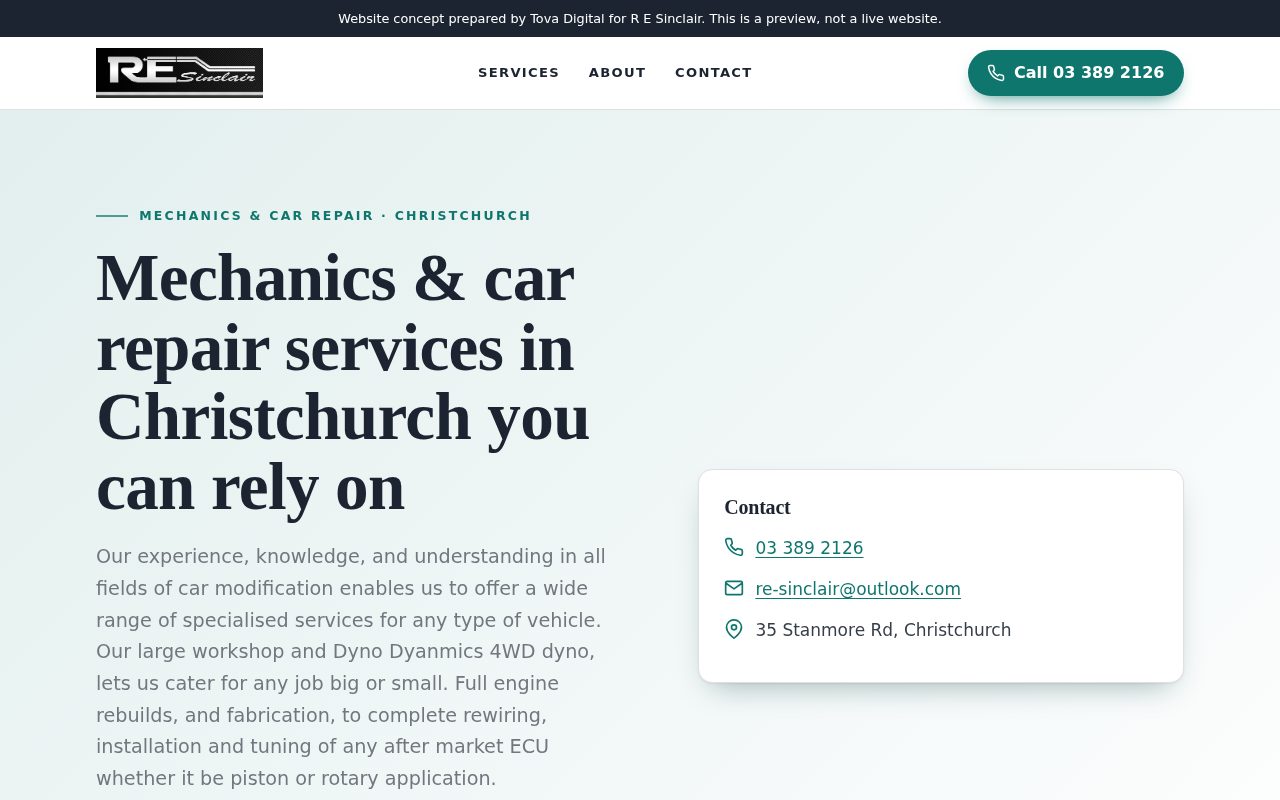 Website concept prepared by Tova Digital for R E Sinclair. This is a preview, not a live website.
RE Sinclair
SERVICES ABOUT CONTACT
Call 03 389 2126
MECHANICS & CAR REPAIR · CHRISTCHURCH
Mechanics & car
repair services in
Christchurch you
can rely on
Our experience, knowledge, and understanding in all
fields of car modification enables us to offer a wide
range of specialised services for any type of vehicle.
Our large workshop and Dyno Dyanmics 4WD dyno,
lets us cater for any job big or small. Full engine
rebuilds, and fabrication, to complete rewiring,
installation and tuning of any after market ECU
whether it be piston or rotary application.
Contact
03 389 2126
re-sinclair@outlook.com
35 Stanmore Rd, Christchurch